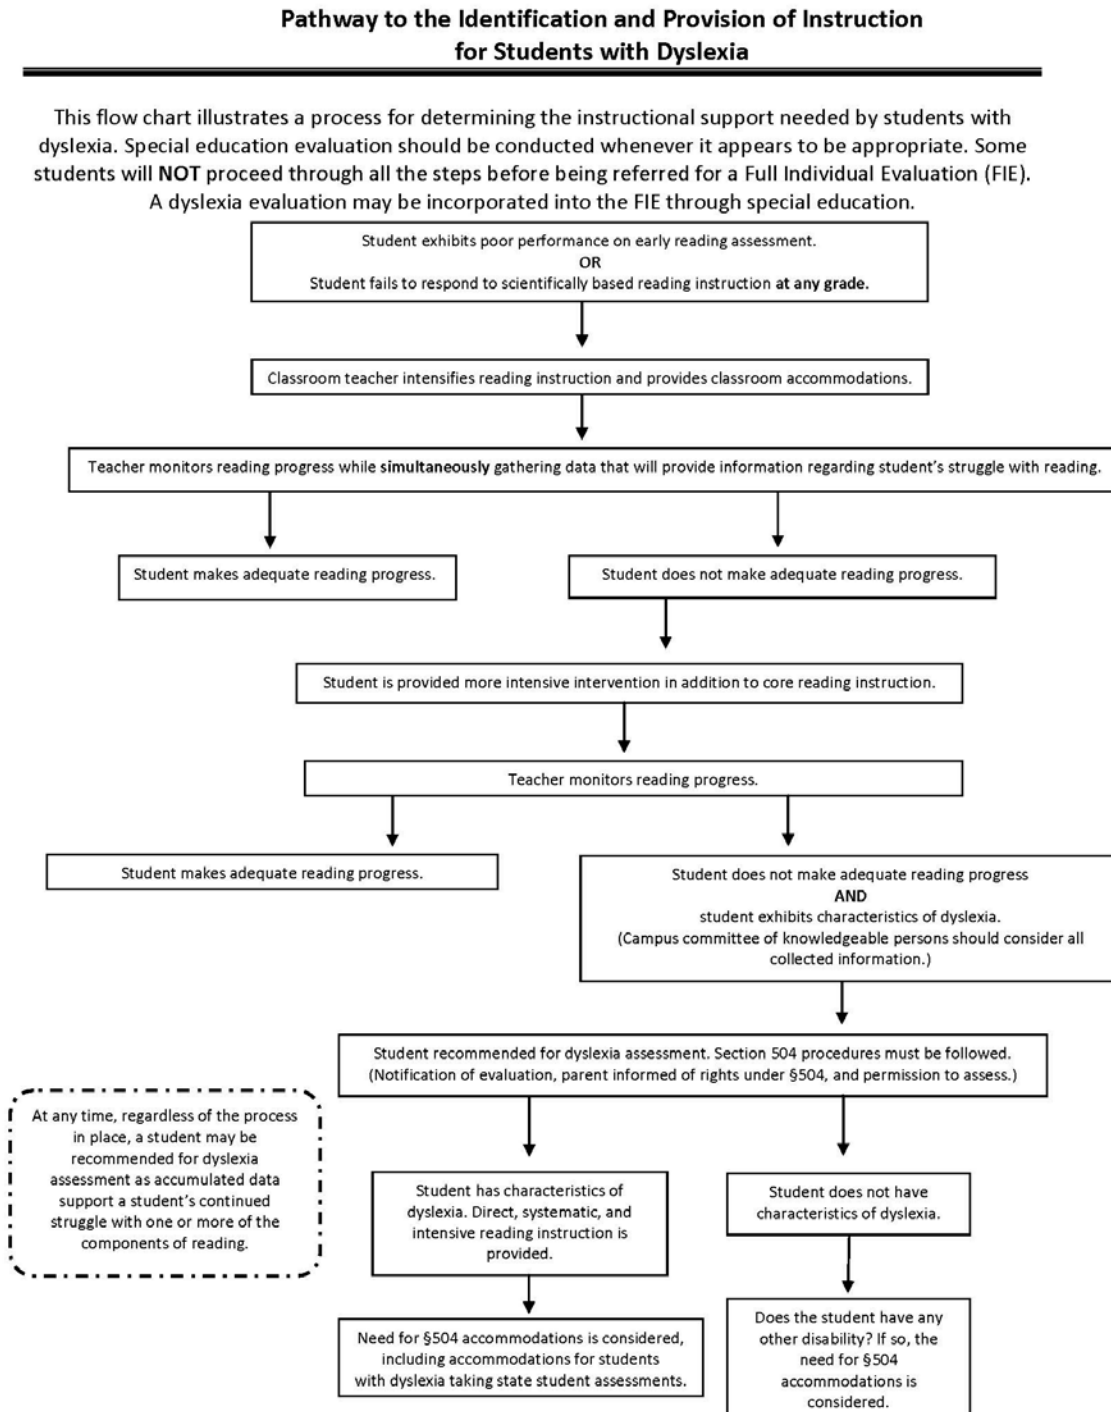 Pathway to the Identification and Provision of Instruction
for Students with Dyslexia
This flow chart illustrates a process for determining the instructional support needed by students with
dyslexia. Special education evaluation should be conducted whenever it appears to be appropriate. Some
students will NOT proceed through all the steps before being referred for a Full Individual Evaluation (FIE).
A dyslexia evaluation may be incorporated into the FIE through special education.
Student exhibits poor performance on early reading assessment.
OR
Student fails to respond to scientifically based reading instruction at any grade.
Classroom teacher intensifies reading instruction and provides classroom accommodations.
Teacher monitors reading progress while simultaneously gathering data that will provide information regarding student's struggle with reading.
Student makes adequate reading progress.
Student does not make adequate reading progress.
Student is provided more intensive intervention in addition to core reading instruction.
Teacher monitors reading progress.
Student makes adequate reading progress.
Student does not make adequate reading progress
AND
student exhibits characteristics of dyslexia.
(Campus committee of knowledgeable persons should consider all
collected information.)
Student recommended for dyslexia assessment. Section 504 procedures must be followed.
(Notification of evaluation, parent informed of rights under §504, and permission to assess.)
At any time, regardless of the process
in place, a student may be
recommended for dyslexia
assessment as accumulated data
support a student's continued
struggle with one or more of the
components of reading.
Student has characteristics of
dyslexia. Direct, systematic, and
intensive reading instruction is
provided.
Student does not have
characteristics of dyslexia.
Need for §504 accommodations is considered,
including accommodations for students
with dyslexia taking state student assessments.
Does the student have any
other disability? If so, the
need for §504
accommodations is
considered.